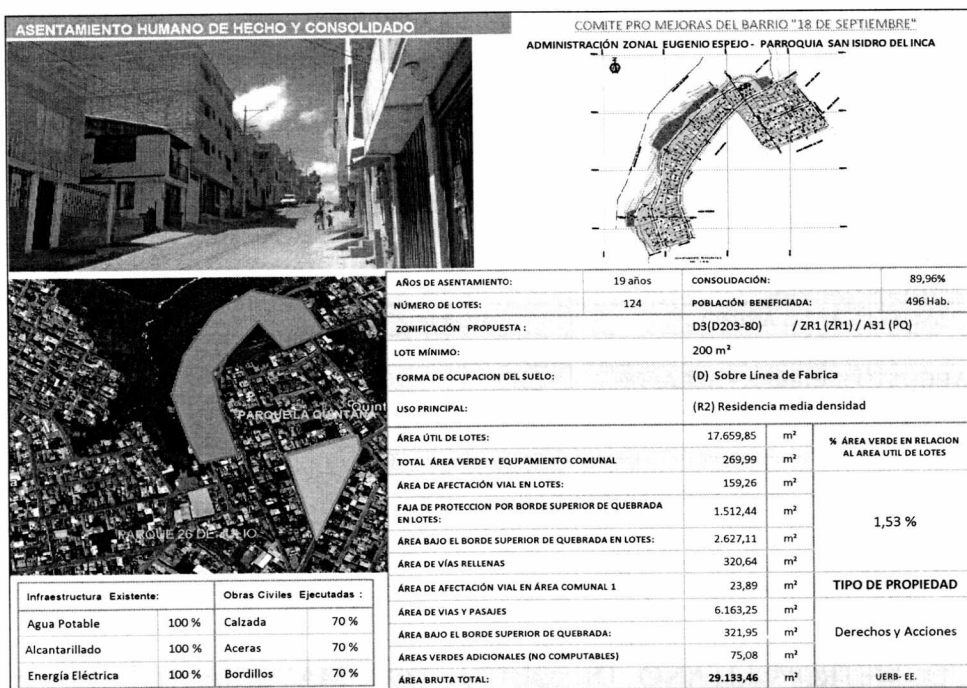 ASENTAMIENTO HUMANO DE HECHO Y CONSOLIDADO
COMITE PRO MEJORAS DEL BARRIO "18 DE SEPTIEMBRE"
ADMINISTRACIÓN ZONAL EUGENIO ESPEJO - PARROQUIA SAN ISIDRO DEL INCA
PARQUE LA QUINTANA
Quint
PARQUE 26 DE JULIO
AÑOS DE ASENTAMIENTO: 19 años CONSOLIDACIÓN: 89,96%
NÚMERO DE LOTES: 124 POBLACIÓN BENEFICIADA: 496 Hab.
ZONIFICACIÓN PROPUESTA : D3(D203-80) / ZR1 (ZR1) / A31 (PQ)
LOTE MÍNIMO: 200 m²
FORMA DE OCUPACION DEL SUELO: (D) Sobre Línea de Fabrica
USO PRINCIPAL: (R2) Residencia media densidad
ÁREA ÚTIL DE LOTES: 17.659,85 m²
TOTAL ÁREA VERDE Y EQUPAMIENTO COMUNAL 269,99 m²
ÁREA DE AFECTACIÓN VIAL EN LOTES: 159,26 m²
FAJA DE PROTECCION POR BORDE SUPERIOR DE QUEBRADA
EN LOTES: 1.512,44 m²
ÁREA BAJO EL BORDE SUPERIOR DE QUEBRADA EN LOTES: 2.627,11 m²
ÁREA DE VÍAS RELLENAS 320,64 m²
ÁREA DE AFECTACIÓN VIAL EN ÁREA COMUNAL 1 23,89 m²
ÁREA DE VIAS Y PASAJES 6.163,25 m²
ÁREA BAJO EL BORDE SUPERIOR DE QUEBRADA: 321,95 m²
ÁREAS VERDES ADICIONALES (NO COMPUTABLES) 75,08 m²
ÁREA BRUTA TOTAL: 29.133,46 m²
% ÁREA VERDE EN RELACION
AL AREA UTIL DE LOTES
1,53 %
TIPO DE PROPIEDAD
Derechos y Acciones
UERB- EE.
Infraestructura Existente: Obras Civiles Ejecutadas :
Agua Potable 100 % Calzada 70 %
Alcantarillado 100 % Aceras 70 %
Energía Eléctrica 100 % Bordillos 70 %